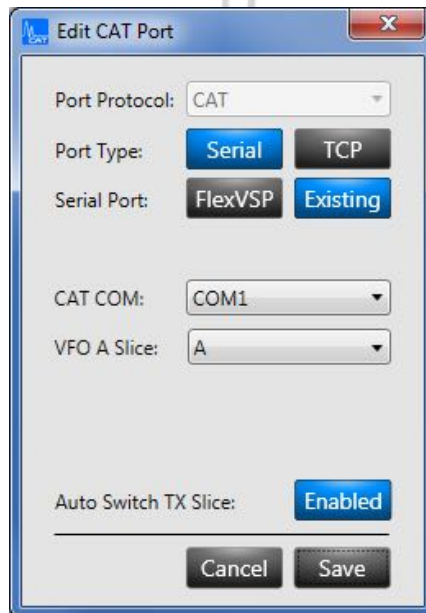 CAT Edit CAT Port x
Port Protocol: CAT
Port Type: Serial TCP
Serial Port: FlexVSP Existing
CAT COM: COM1
VFO A Slice: A
Auto Switch TX Slice: Enabled
Cancel Save